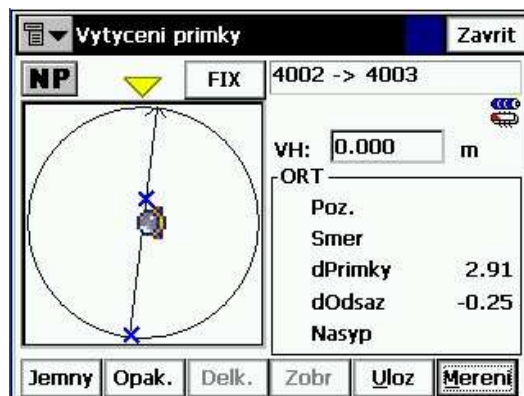 Vytyceni primky Zavrit
NP FIX 4002 -> 4003
VH: 0.000 m
ORT
Poz.
Smer
dPrimky 2.91
dOdsaz -0.25
Nasyp
Jemny Opak. Delk. Zobr Uloz Mereni